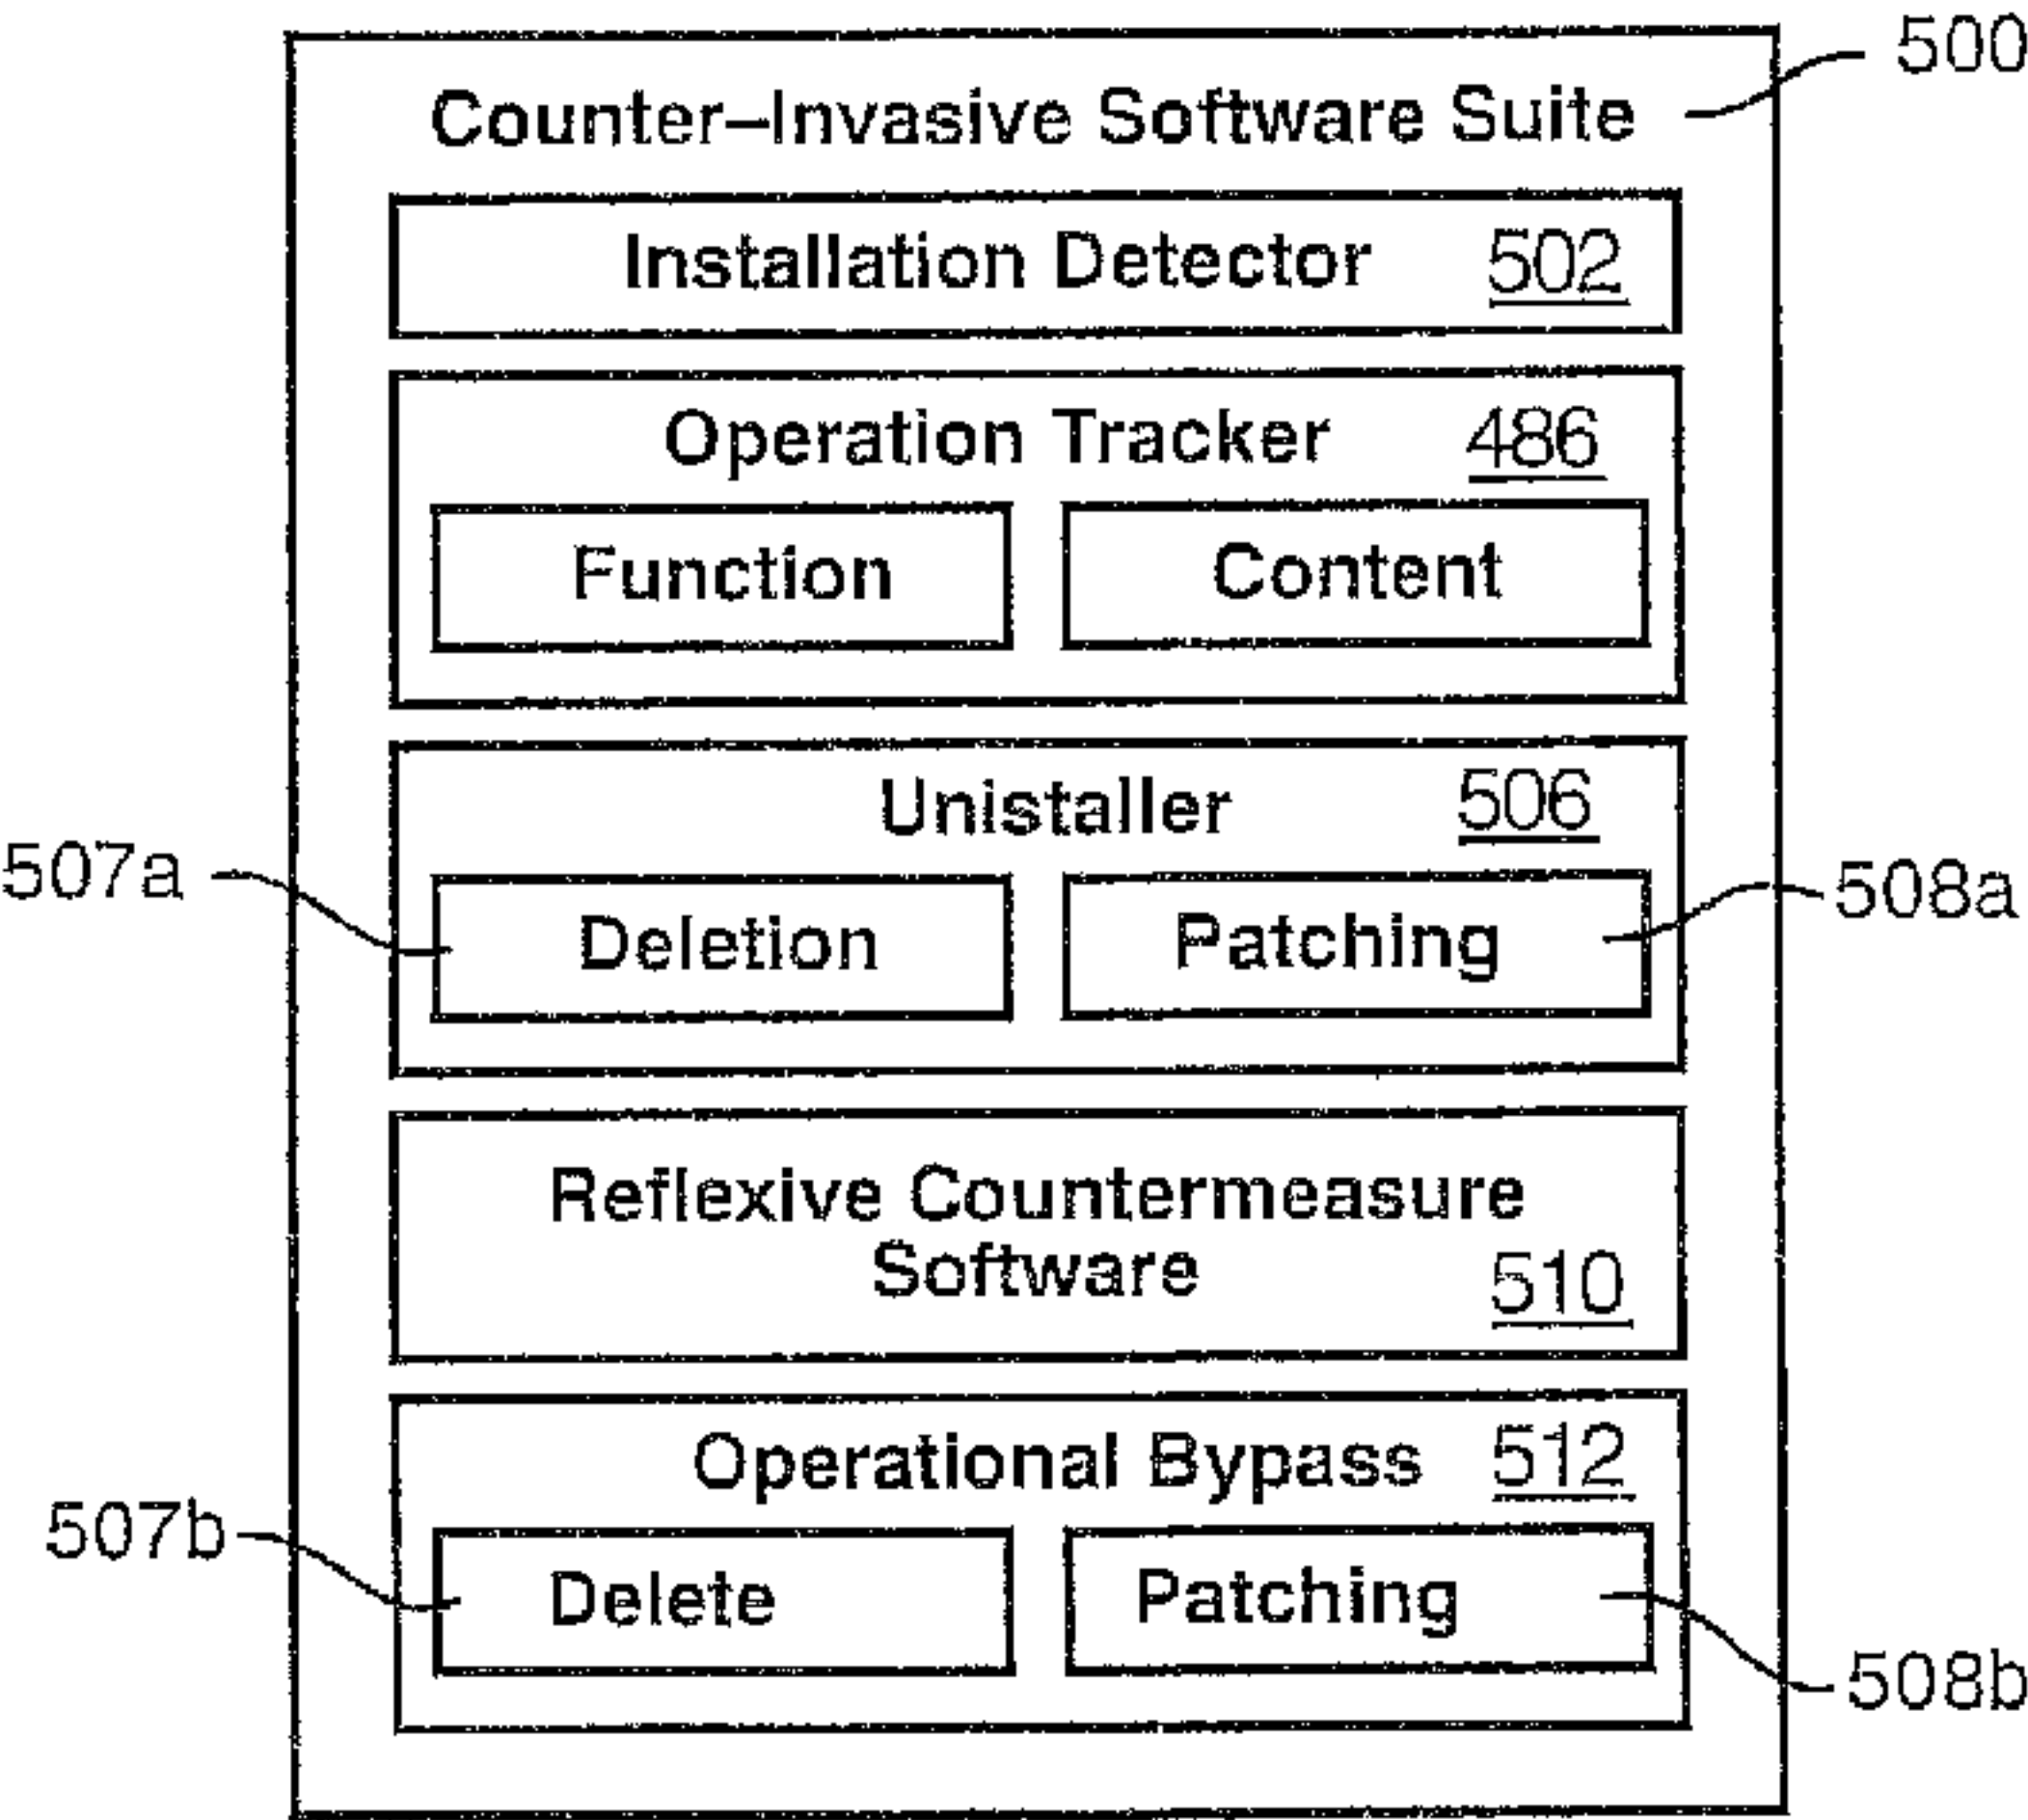 500
Counter–Invasive Software Suite
Installation Detector 502
Operation Tracker 486
Function Content
Unistaller 506
507a
508a
Deletion Patching
Reflexive Countermeasure
Software
510
Operational Bypass 512
507b
Delete Patching
508b